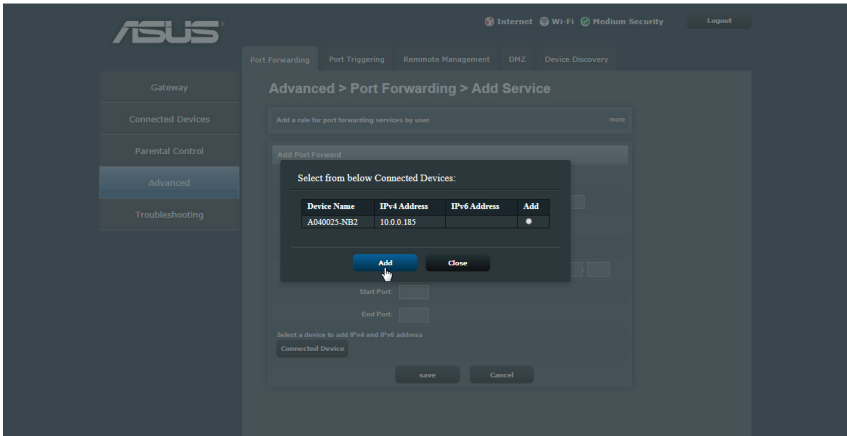 ASUS
Internet Wi-Fi Medium Security Logout
Port Forwarding Port Triggering Remmote Management DMZ Device Discovery
Gateway
Connected Devices
Parental Control
Advanced
Troubleshooting
Advanced > Port Forwarding > Add Service
Add a rule for port forwarding services by user. more
Add Port Forward
Select from below Connected Devices:
Device Name IPv4 Address IPv6 Address Add
A040025-NB2 10.0.0.185
Add Close
Start Port:
End Port:
Select a device to add IPv4 and IPv6 address
Connected Device
save Cancel